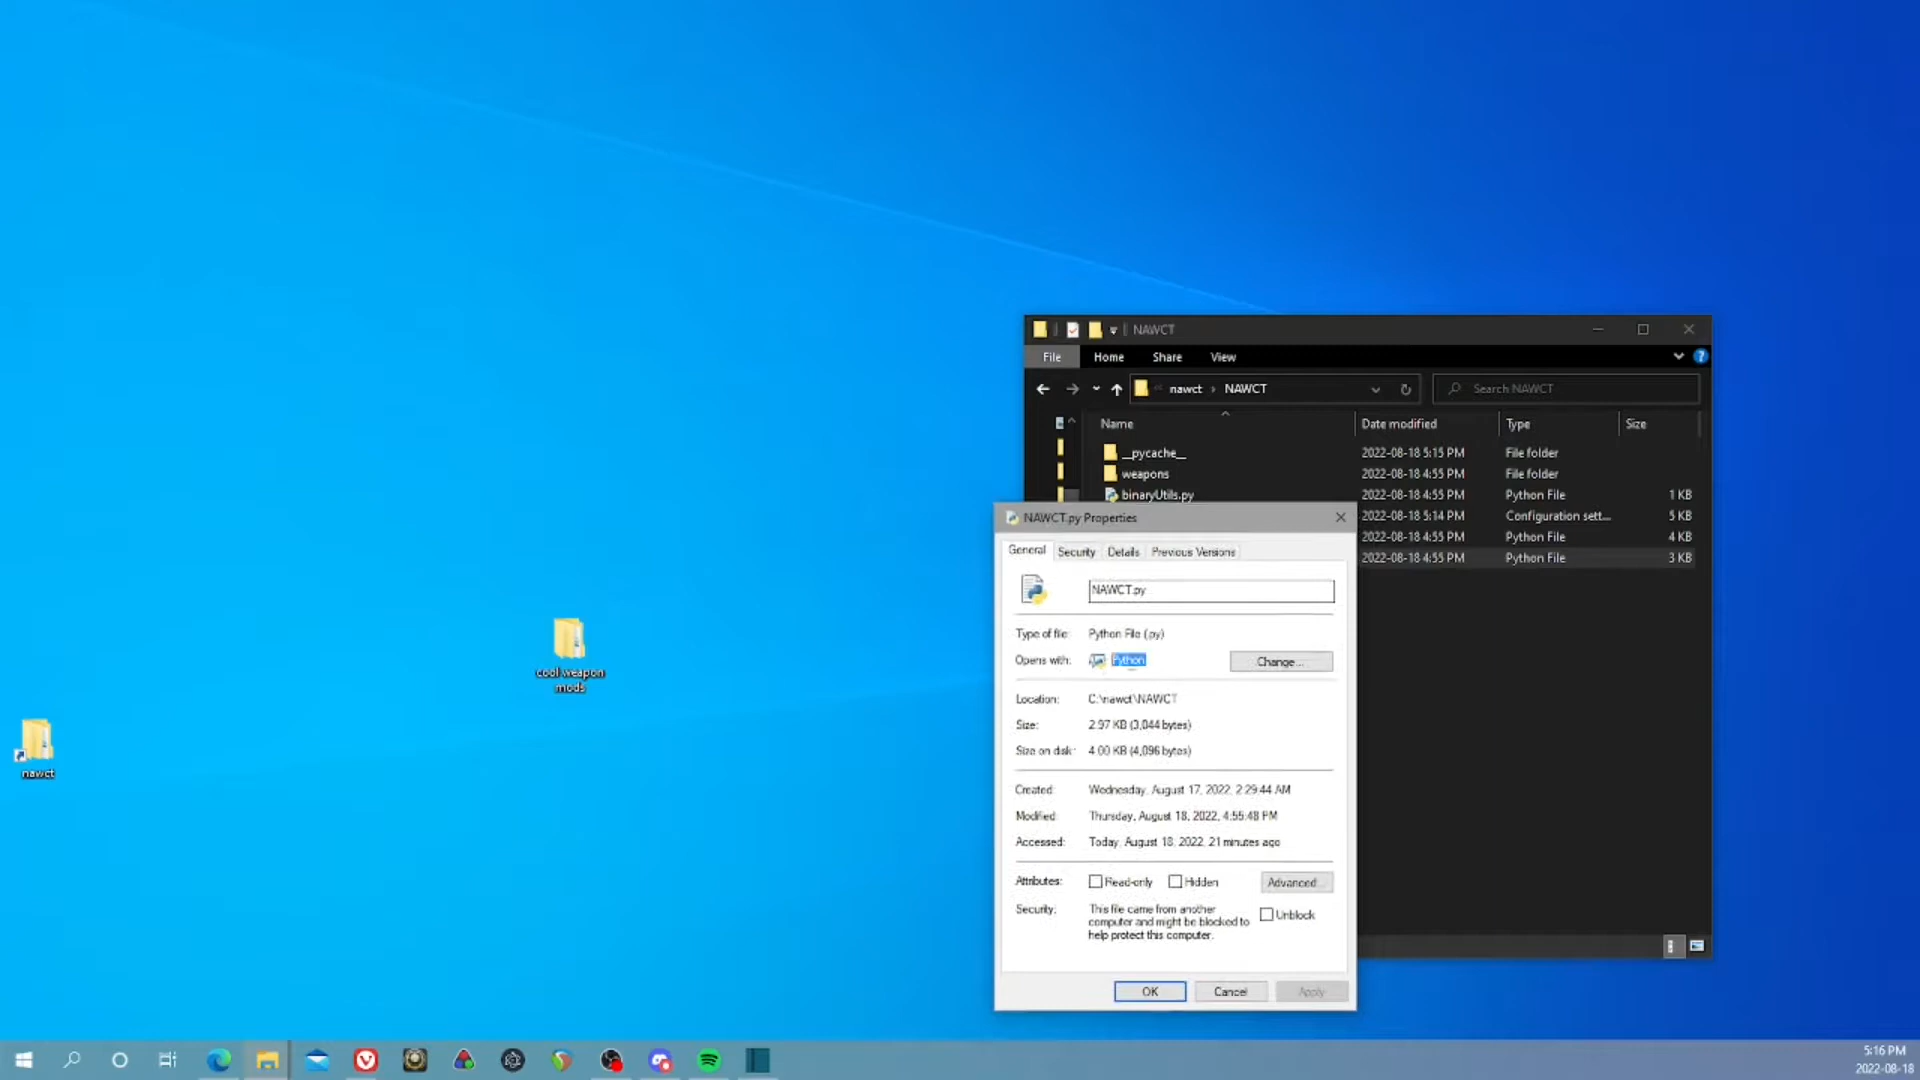 NAWCT
File Home Share View
nawct › NAWCT
Search NAWCT
Name Date modified Type Size
__pycache__ 2022-08-18 5:15 PM File folder
weapons 2022-08-18 4:55 PM File folder
binaryUtils.py 2022-08-18 4:55 PM Python File 1 KB
2022-08-18 5:14 PM Configuration sett... 5 KB
2022-08-18 4:55 PM Python File 4 KB
2022-08-18 4:55 PM Python File 3 KB
NAWCT.py Properties
General Security Details Previous Versions
NAWCT.py
Type of file: Python File (.py)
Opens with: Python Change...
Location: C:\nawct\NAWCT
Size: 2.97 KB (3,044 bytes)
Size on disk: 4.00 KB (4,096 bytes)
Created: Wednesday, August 17, 2022, 2:29:44 AM
Modified: Thursday, August 18, 2022, 4:55:48 PM
Accessed: Today, August 18, 2022, 21 minutes ago
Attributes: Read-only Hidden Advanced...
Security: This file came from another
computer and might be blocked to
help protect this computer.
Unblock
OK Cancel Apply
cool weapon
mods
nawct
5:16 PM
2022-08-18